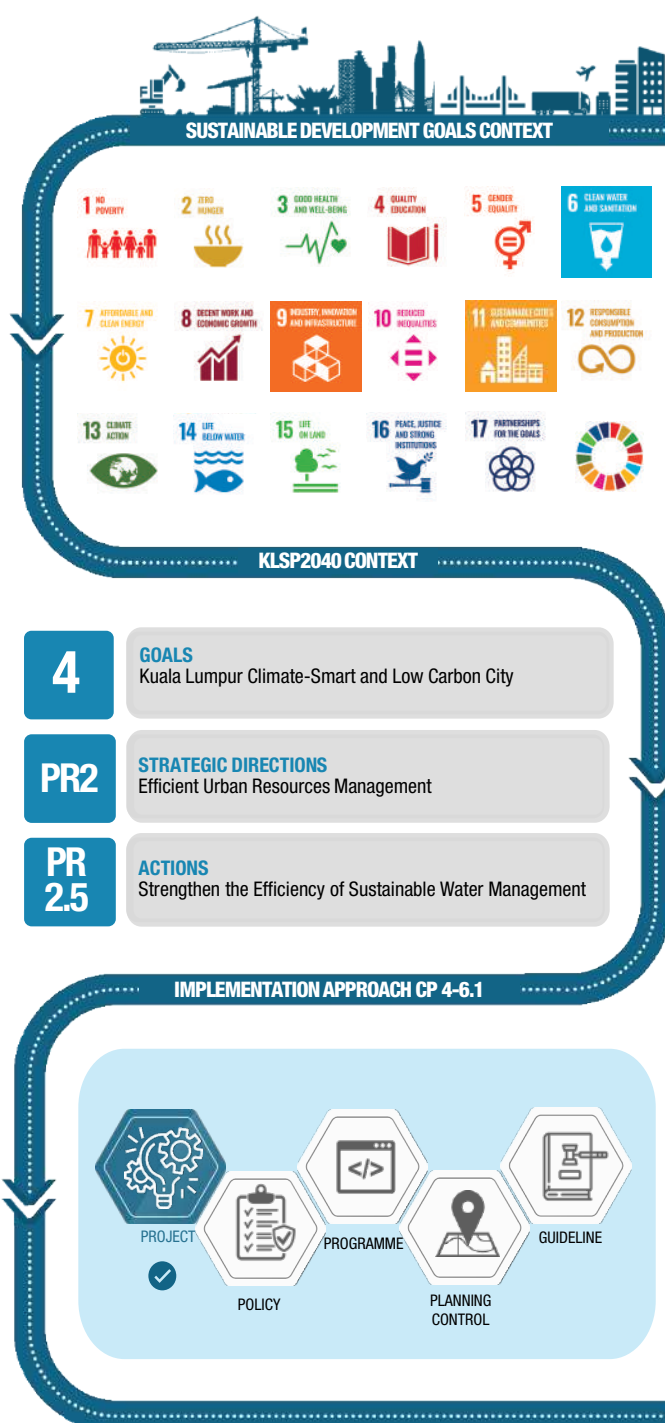 SUSTAINABLE DEVELOPMENT GOALS CONTEXT
1 NO
POVERTY
2 ZERO
HUNGER
3 GOOD HEALTH
AND WELL-BEING
4 QUALITY
EDUCATION
5 GENDER
EQUALITY
6 CLEAN WATER
AND SANITATION
7 AFFORDABLE AND
CLEAN ENERGY
8 DECENT WORK AND
ECONOMIC GROWTH
9 INDUSTRY, INNOVATION
AND INFRASTRUCTURE
10 REDUCED
INEQUALITIES
11 SUSTAINABLE CITIES
AND COMMUNITIES
12 RESPONSIBLE
CONSUMPTION
AND PRODUCTION
13 CLIMATE
ACTION
14 LIFE
BELOW WATER
15 LIFE
ON LAND
16 PEACE, JUSTICE
AND STRONG
INSTITUTIONS
17 PARTNERSHIPS
FOR THE GOALS
KLSP2040 CONTEXT
4
GOALS
Kuala Lumpur Climate-Smart and Low Carbon City
PR2
STRATEGIC DIRECTIONS
Efficient Urban Resources Management
PR
2.5
ACTIONS
Strengthen the Efficiency of Sustainable Water Management
IMPLEMENTATION APPROACH CP 4-6.1
</>
PROJECT
POLICY
PROGRAMME
PLANNING
CONTROL
GUIDELINE